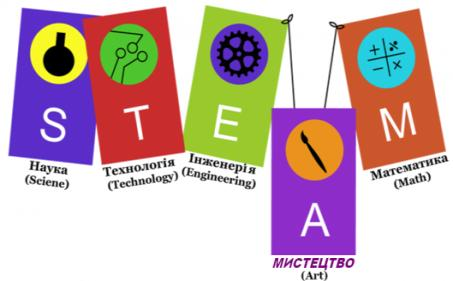 S
Наука
(Sciene)
T
Технологія
(Technology)
E
Інженерія
(Engineering)
A
МИСТЕЦТВО
(Art)
M
Математика
(Math)